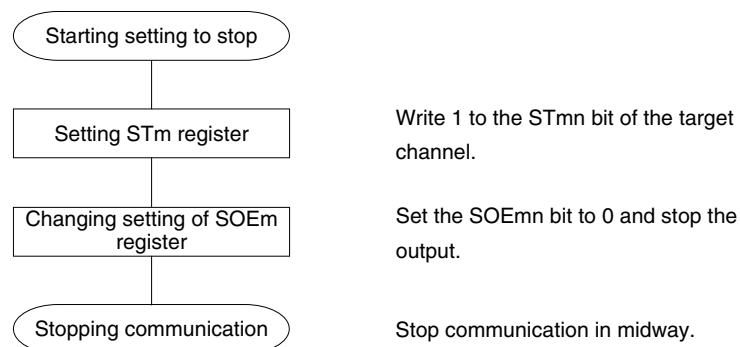 Starting setting to stop
Setting STm register
Write 1 to the STmn bit of the target
channel.
Changing setting of SOEm
register
Set the SOEmn bit to 0 and stop the
output.
Stopping communication
Stop communication in midway.